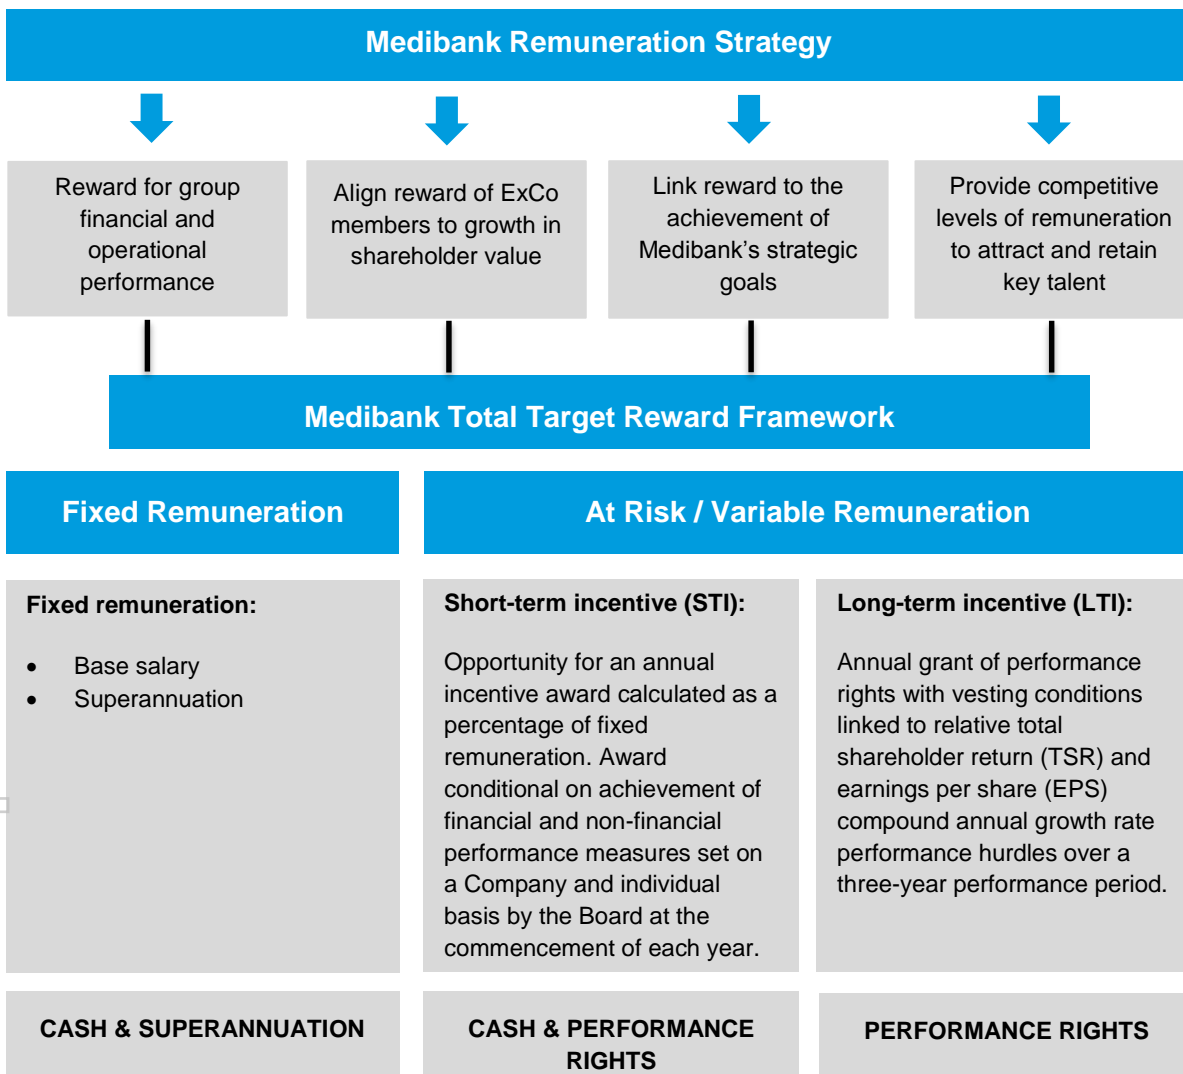 Medibank Remuneration Strategy
Reward for group
financial and
operational
performance
Align reward of ExCo
members to growth in
shareholder value
Link reward to the
achievement of
Medibank’s strategic
goals
Provide competitive
levels of remuneration
to attract and retain
key talent
Medibank Total Target Reward Framework
Fixed Remuneration
At Risk / Variable Remuneration
Fixed remuneration:
• Base salary
• Superannuation
Short-term incentive (STI):
Opportunity for an annual
incentive award calculated as a
percentage of fixed
remuneration. Award
conditional on achievement of
financial and non-financial
performance measures set on
a Company and individual
basis by the Board at the
commencement of each year.
Long-term incentive (LTI):
Annual grant of performance
rights with vesting conditions
linked to relative total
shareholder return (TSR) and
earnings per share (EPS)
compound annual growth rate
performance hurdles over a
three-year performance period.
CASH & SUPERANNUATION
CASH & PERFORMANCE
RIGHTS
PERFORMANCE RIGHTS